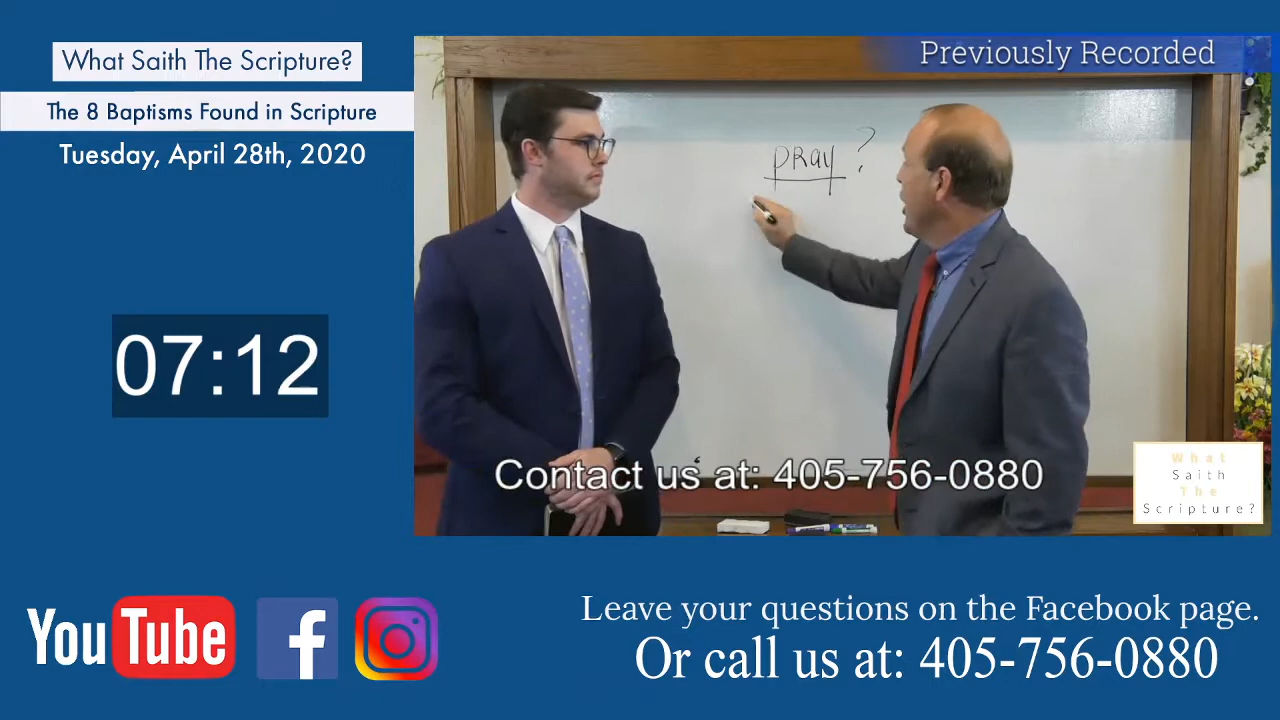 What Saith The Scripture?
The 8 Baptisms Found in Scripture
Tuesday, April 28th, 2020
07:12
Previously Recorded
pRay?
Contact us at: 405-756-0880
What
Saith
The
Scripture?
YouTube
f
Leave your questions on the Facebook page.
Or call us at: 405-756-0880